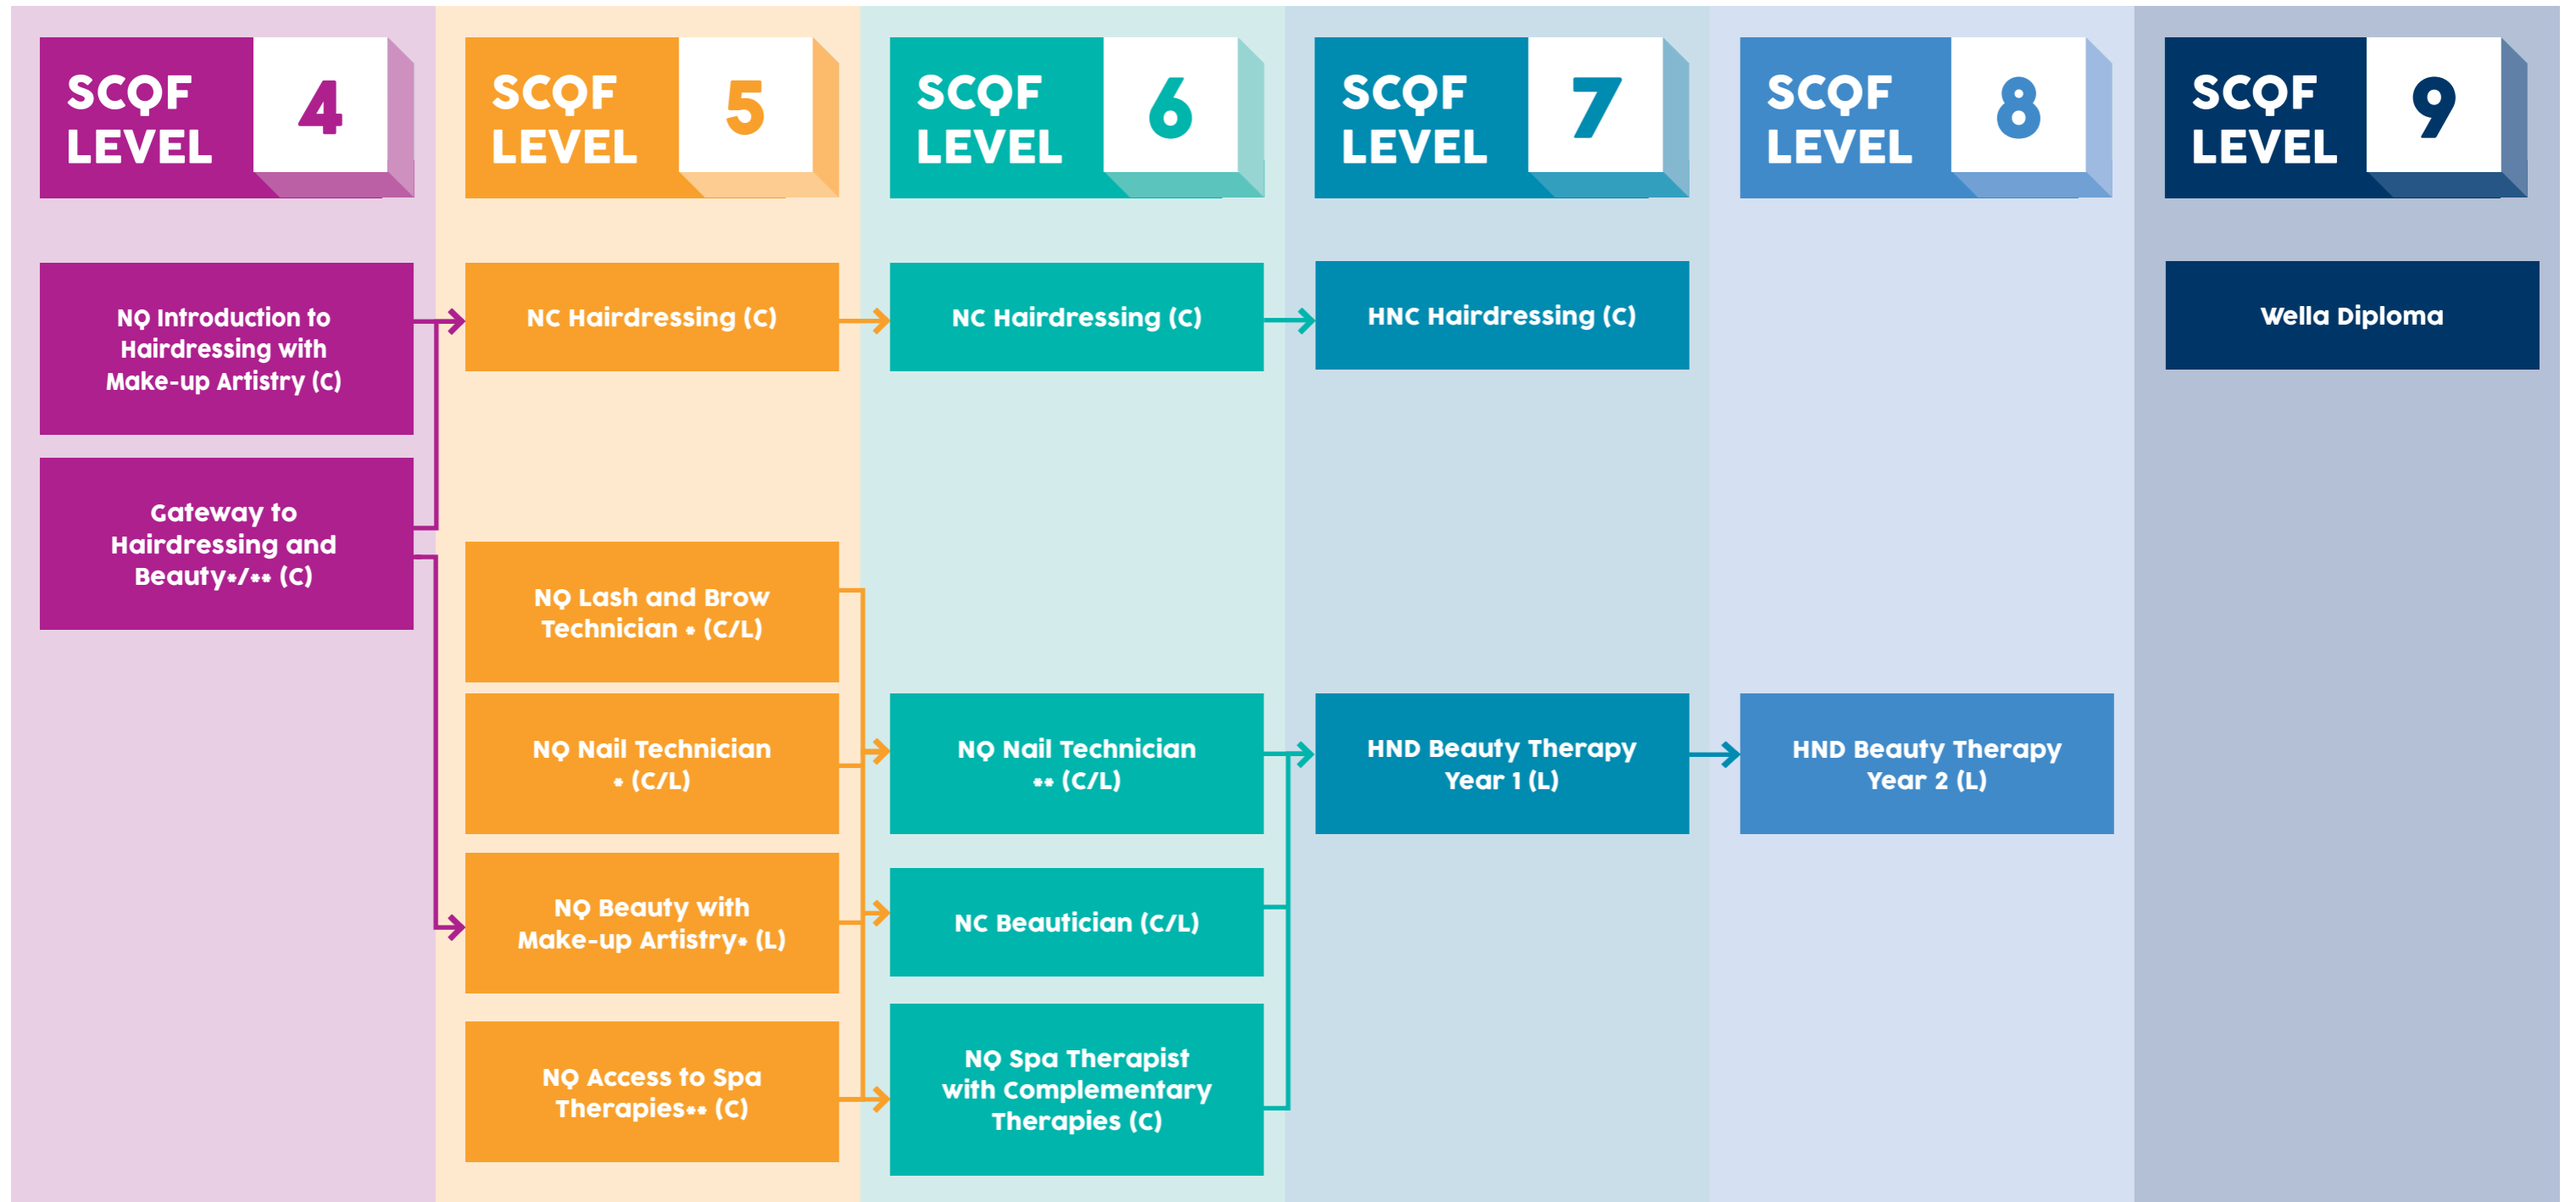 SCQF
LEVEL
4
SCQF
LEVEL
5
SCQF
LEVEL
6
SCQF
LEVEL
7
SCQF
LEVEL
8
SCQF
LEVEL
9
NQ Introduction to
Hairdressing with
Make-up Artistry (C)
Gateway to
Hairdressing and
Beauty*/** (C)
NC Hairdressing (C)
NQ Lash and Brow
Technician * (C/L)
NQ Nail Technician
* (C/L)
NQ Beauty with
Make-up Artistry* (L)
NQ Access to Spa
Therapies** (C)
NC Hairdressing (C)
NQ Nail Technician
** (C/L)
NC Beautician (C/L)
NQ Spa Therapist
with Complementary
Therapies (C)
HNC Hairdressing (C)
HND Beauty Therapy
Year 1 (L)
HND Beauty Therapy
Year 2 (L)
Wella Diploma